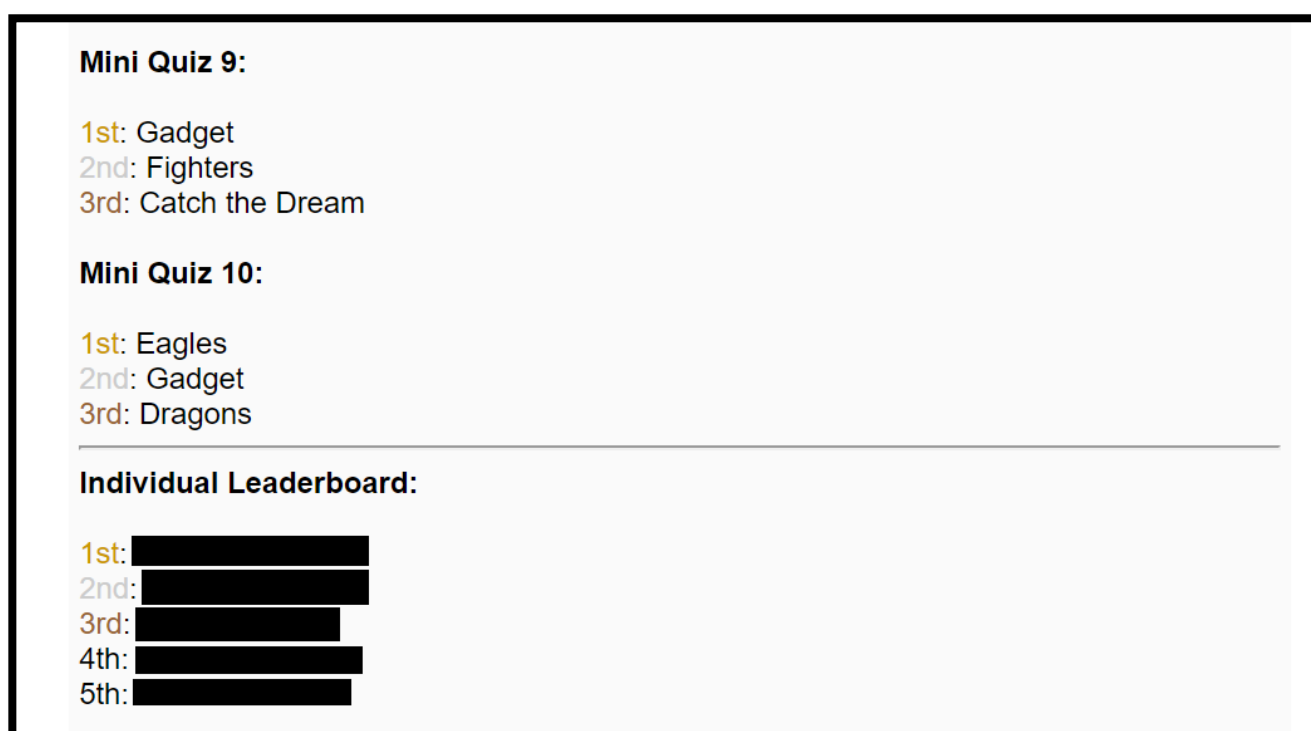 Mini Quiz 9:
1st: Gadget
2nd: Fighters
3rd: Catch the Dream
Mini Quiz 10:
1st: Eagles
2nd: Gadget
3rd: Dragons
Individual Leaderboard:
1st:
2nd:
3rd:
4th:
5th: